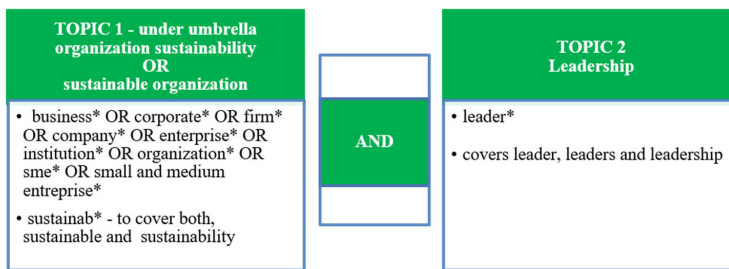 TOPIC 1 - under umbrella
organization sustainability
OR
sustainable organization
• business* OR corporate* OR firm*
OR company* OR enterprise* OR
institution* OR organization* OR
sme* OR small and medium
entreprise*
• sustainab* - to cover both,
sustainable and sustainability
AND
TOPIC 2
Leadership
• leader*
• covers leader, leaders and leadership